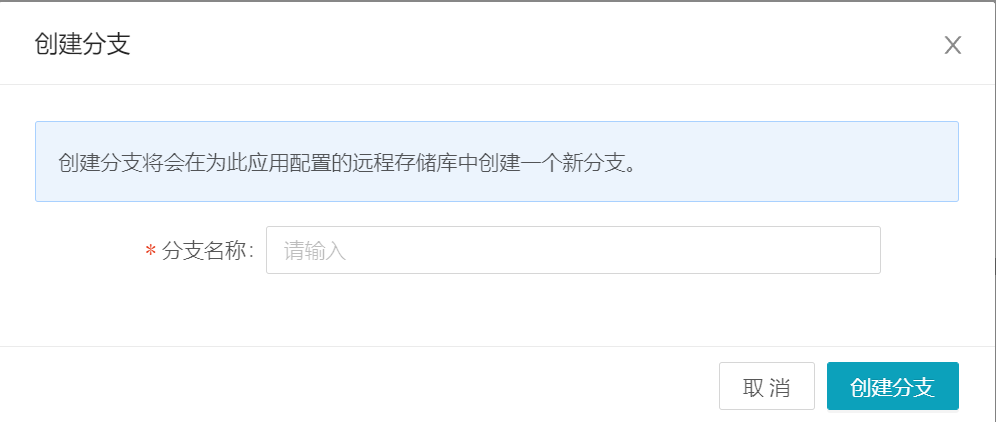 创建分支
创建分支将会在为此应用配置的远程存储库中创建一个新分支。
* 分支名称：
请输入
取 消
创建分支